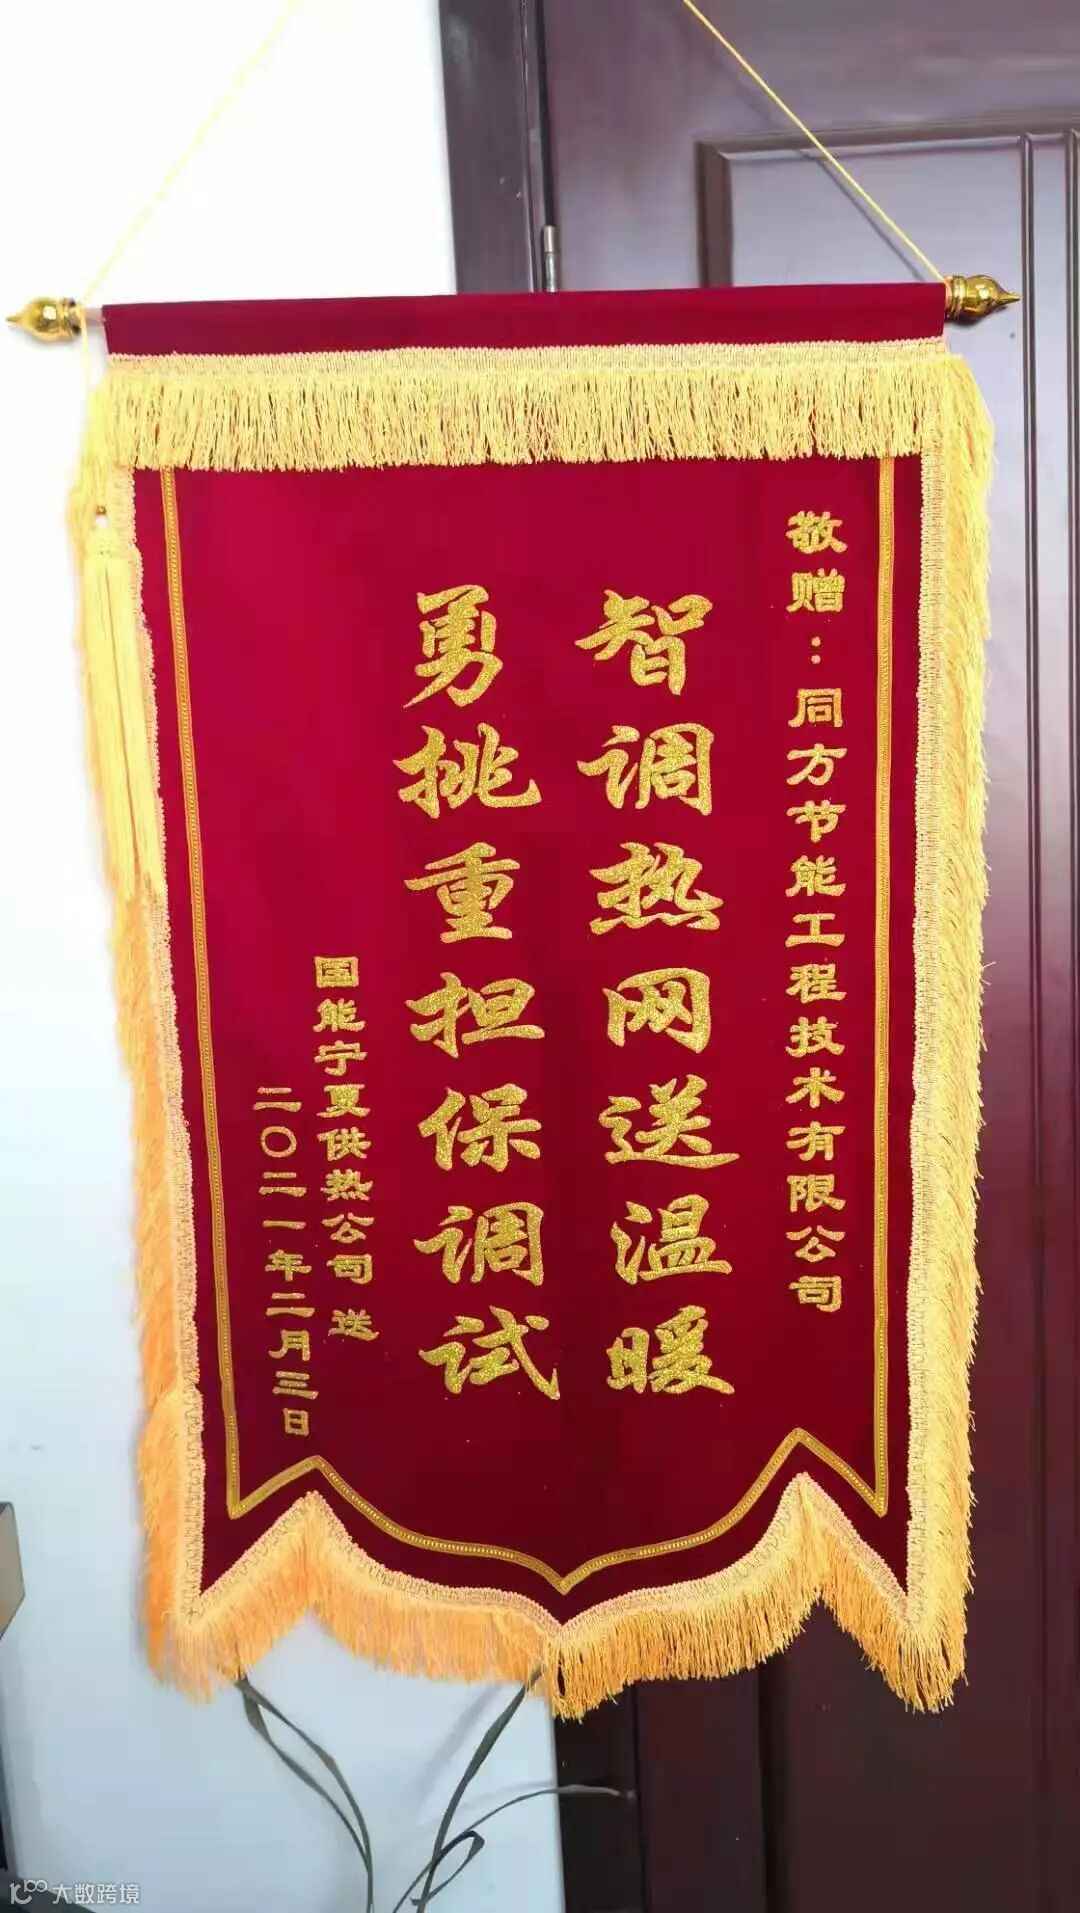 敬赠：同方节能工程技术有限公司
智调热网送温暖
勇挑重担保调试
国能宁夏供热公司 送
二〇二一年二月三日
大数跨境